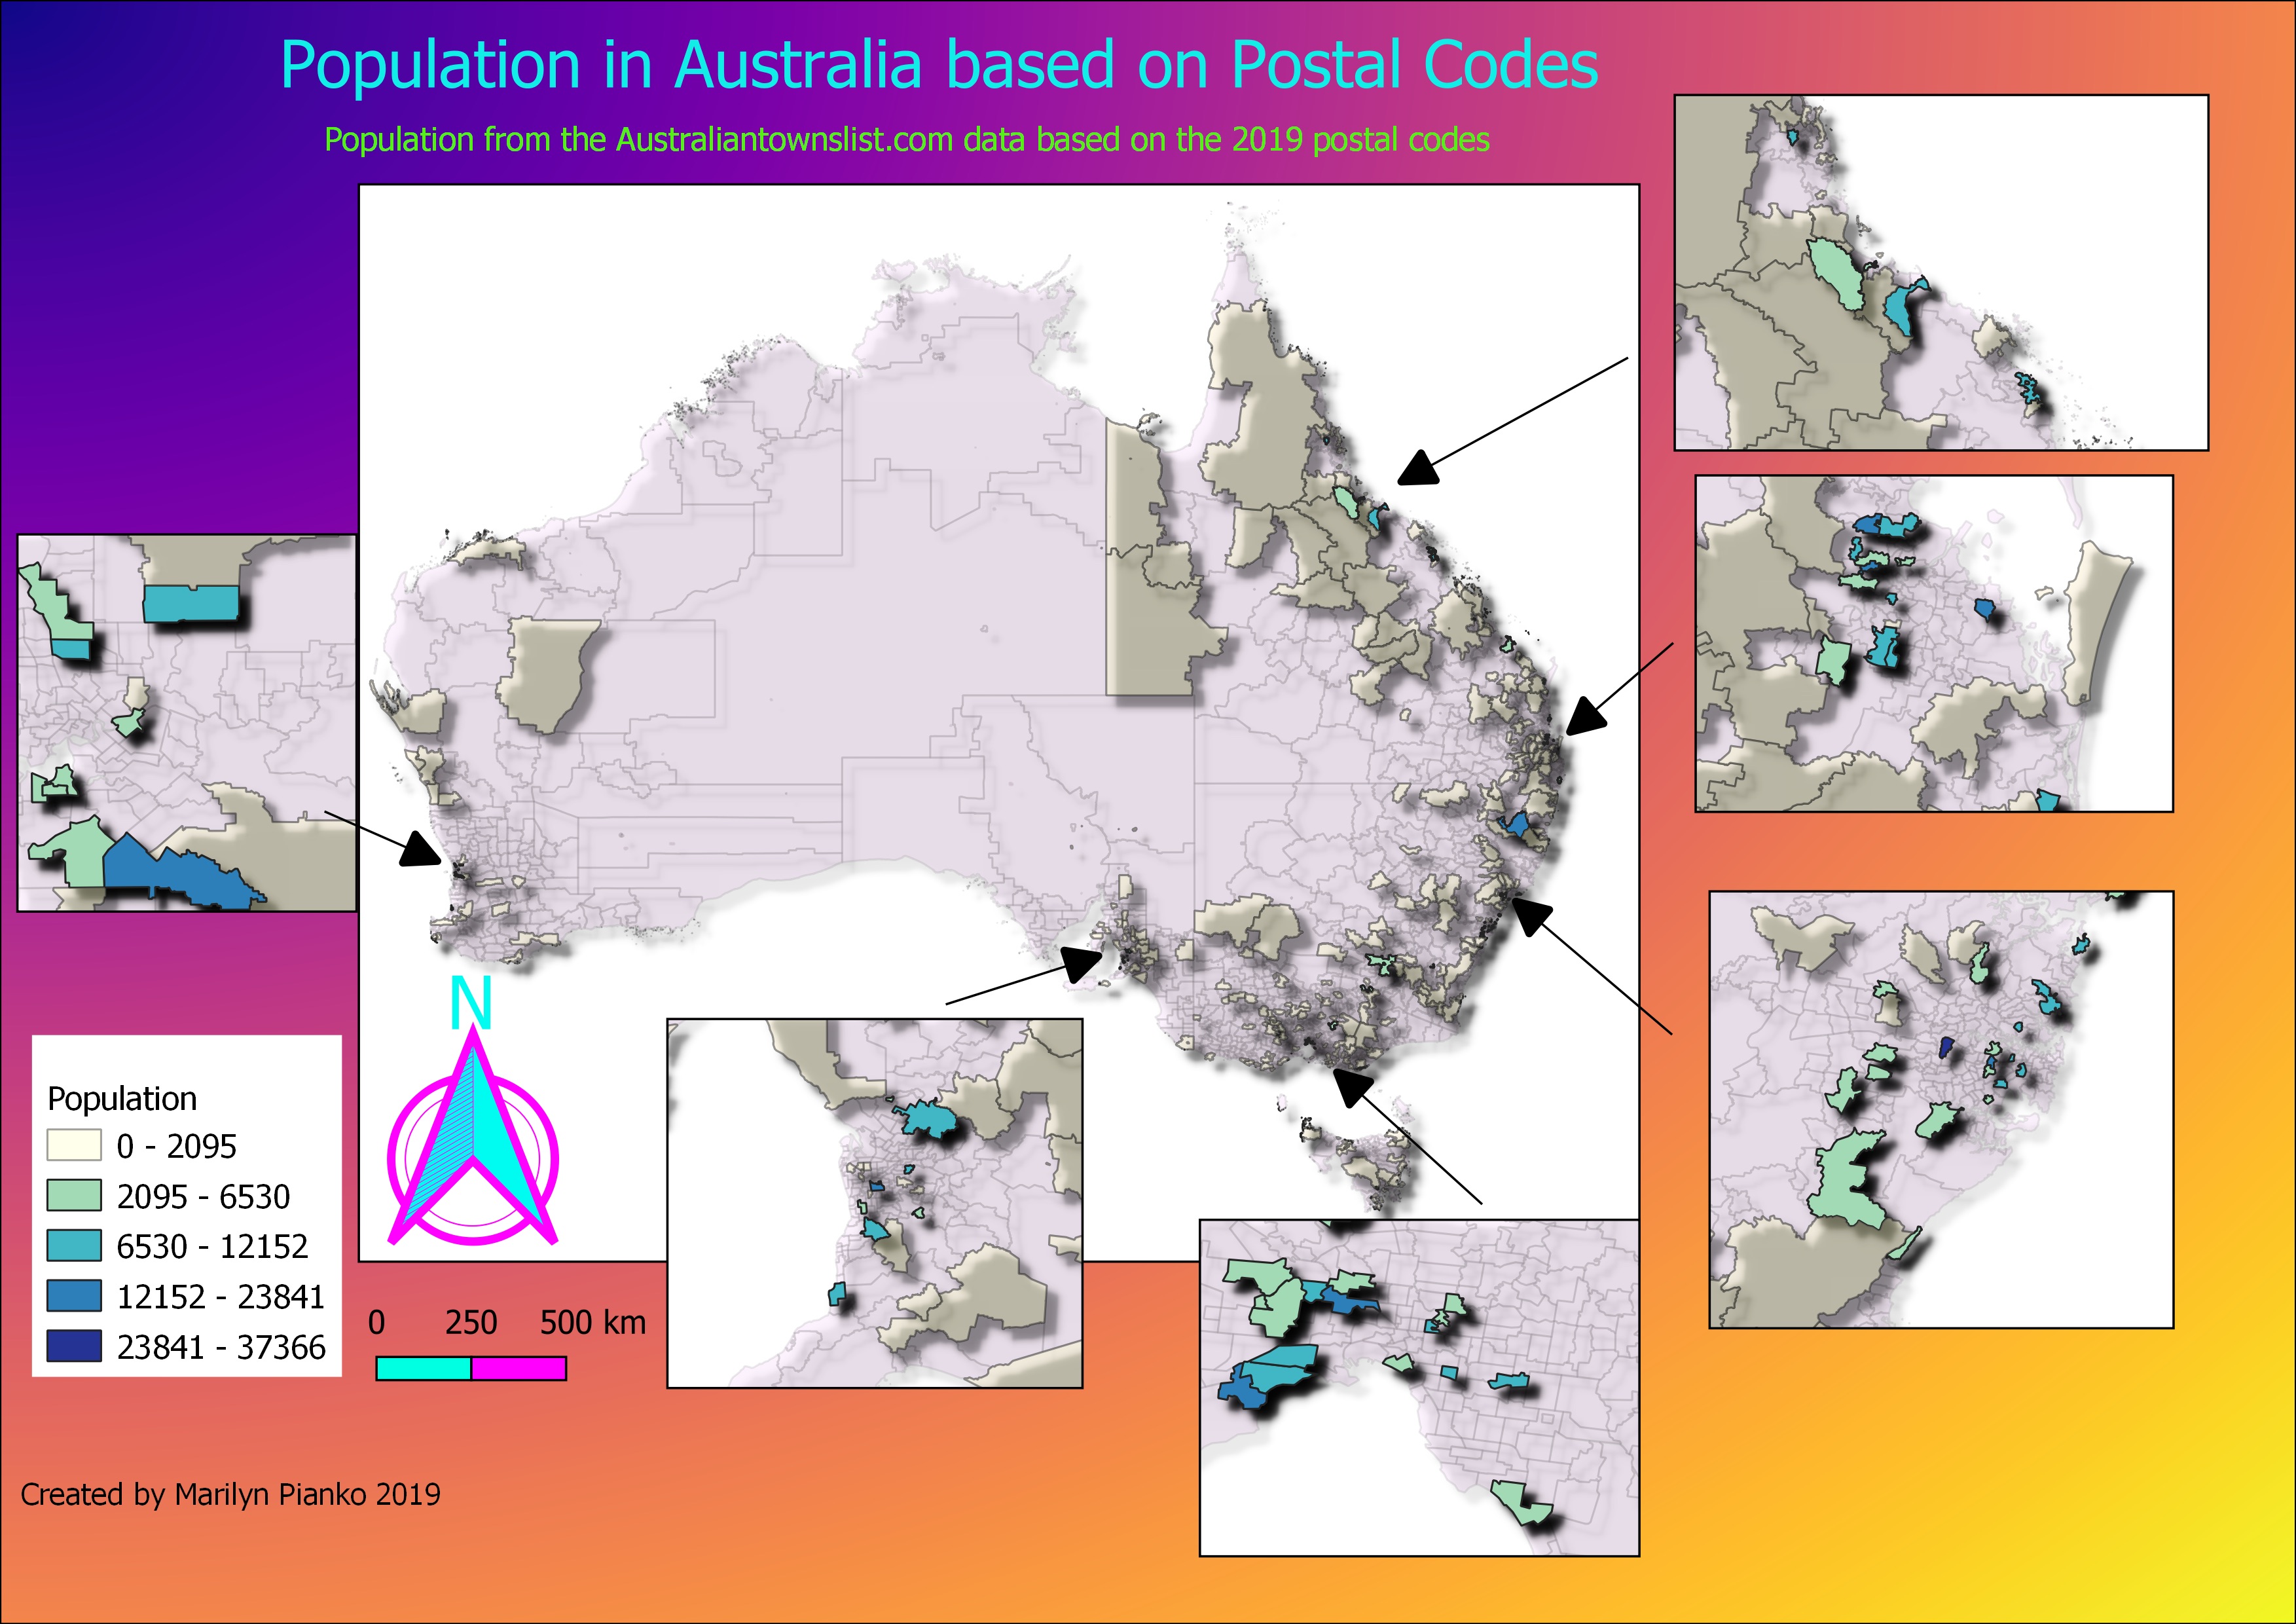 Population in Australia based on Postal Codes
Population from the Australiantownslist.com data based on the 2019 postal codes
N
Population
0 - 2095
2095 - 6530
6530 - 12152
12152 - 23841
23841 - 37366
0 250 500 km
Created by Marilyn Pianko 2019